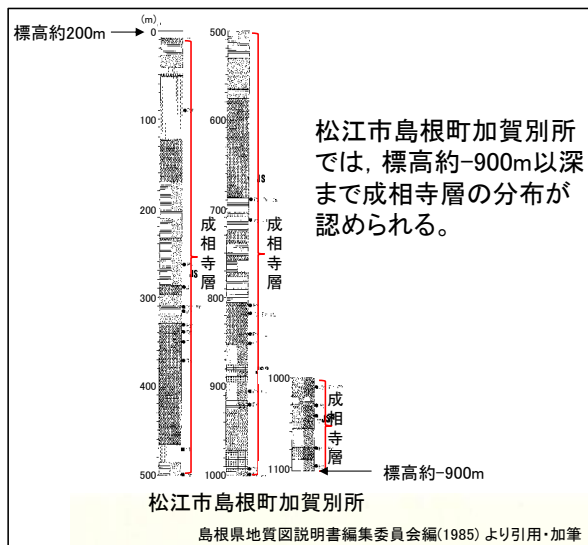 標高約200m
(m)
0
100
200
300
400
500
成相寺層
500
600
700
800
900
1000
成相寺層
1000
1100
成相寺層
標高約-900m
松江市島根町加賀別所
では，標高約-900m以深
まで成相寺層の分布が
認められる。
松江市島根町加賀別所
島根県地質図説明書編集委員会編(1985) より引用・加筆